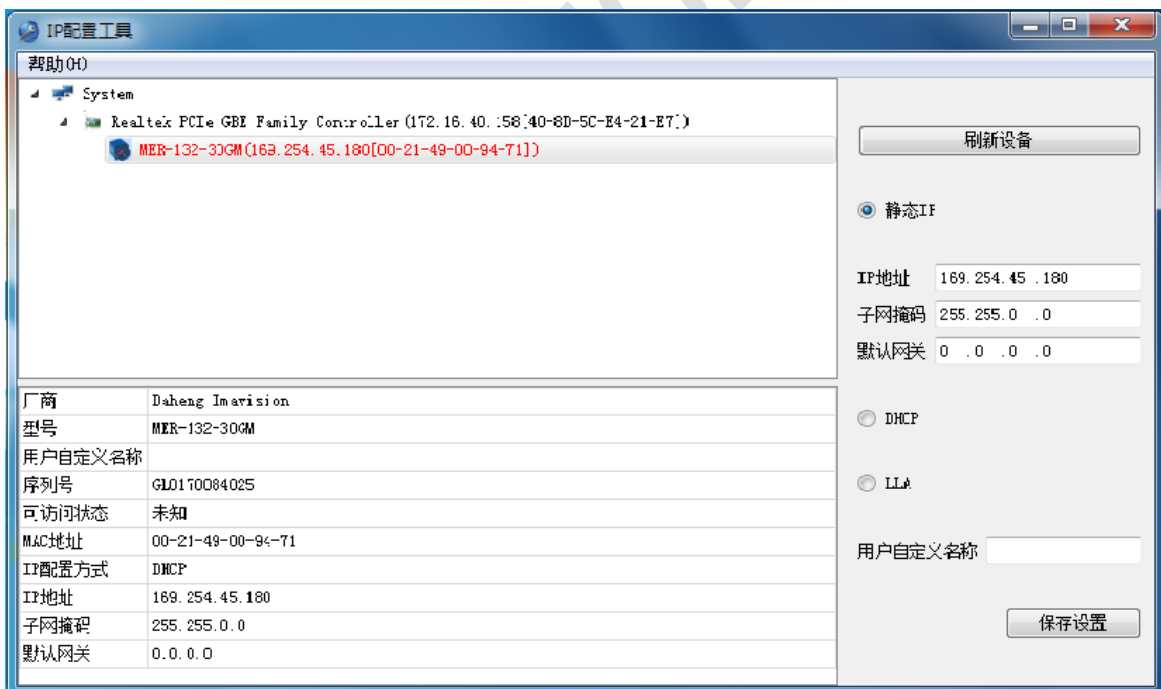 IP配置工具
帮助(H)
System
Realtek PCIe GBE Family Controller(172.16.40.158[40-8D-5C-E4-21-E7])
MER-132-30GM(169.254.45.180[00-21-49-00-94-71])
刷新设备
静态IP
IP地址 169.254.45.180
子网掩码 255.255.0.0
默认网关 0.0.0.0
厂商 Daheng Imavision
型号 MER-132-30GM
用户自定义名称
序列号 GL0170084025
可访问状态 未知
MAC地址 00-21-49-00-94-71
IP配置方式 DHCP
IP地址 169.254.45.180
子网掩码 255.255.0.0
默认网关 0.0.0.0
DHCP
LLA
用户自定义名称
保存设置